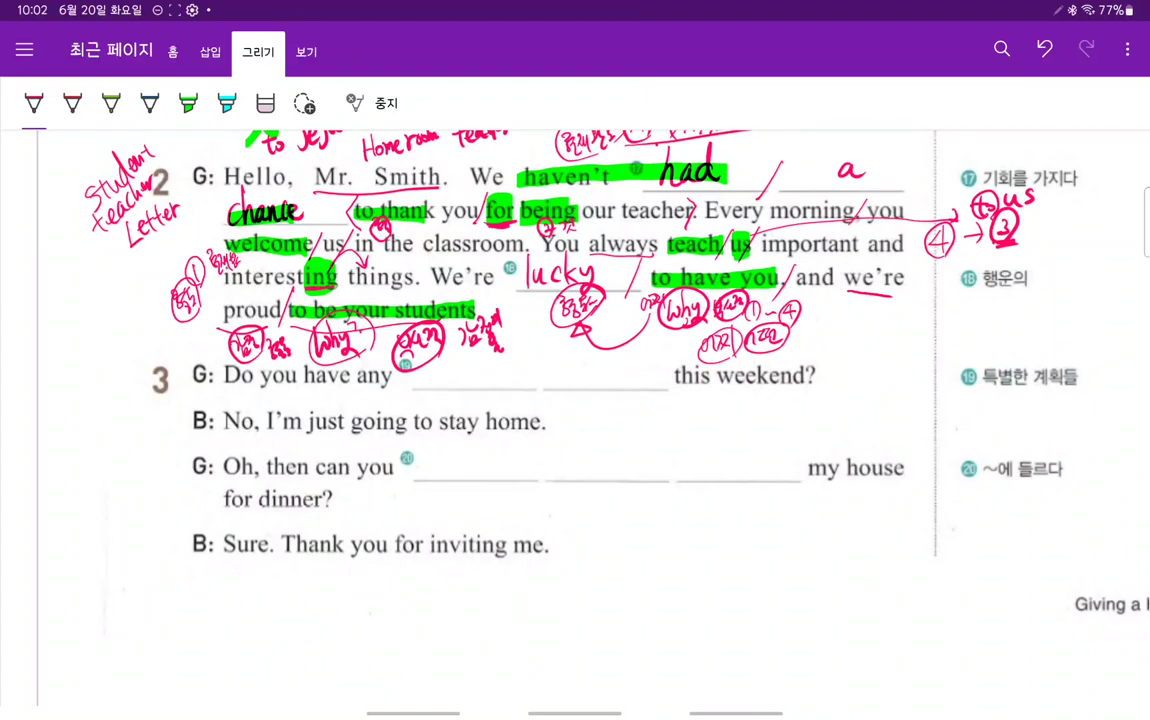 10:02 6월 20일 화요일 77%
최근 페이지 홈 삽입 그리기 보기
중지
to Homeroom
student
teacher
Letter
2 G: Hello, Mr. Smith. We haven't ⑰ had a ⑰ 기회를 가지다
chance to thank you for being our teacher. Every morning, you to us
welcome us in the classroom. You always teach us important and ④ → ③
interesting things. We're ⑱ lucky to have you, and we're ⑱ 행운의
proud to be your students
why? why ①~④
3 G: Do you have any ⑲ this weekend? ⑲ 특별한 계획들
B: No, I'm just going to stay home.
G: Oh, then can you ⑳ my house ⑳ ~에 들르다
for dinner?
B: Sure. Thank you for inviting me.
Giving a